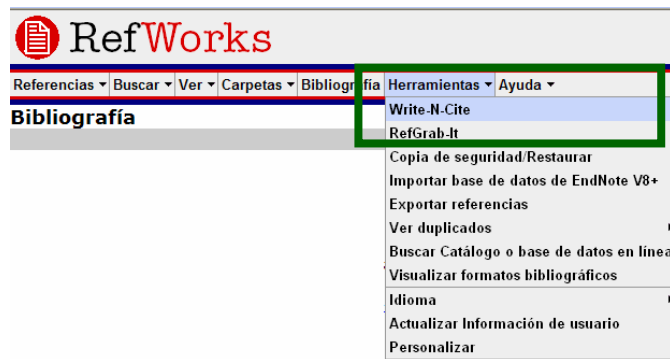 RefWorks
Referencias Buscar Ver Carpetas Bibliografía Herramientas Ayuda
Bibliografía
Write-N-Cite
RefGrab-It
Copia de seguridad/Restaurar
Importar base de datos de EndNote V8+
Exportar referencias
Ver duplicados
Buscar Catálogo o base de datos en línea
Visualizar formatos bibliográficos
Idioma
Actualizar Información de usuario
Personalizar